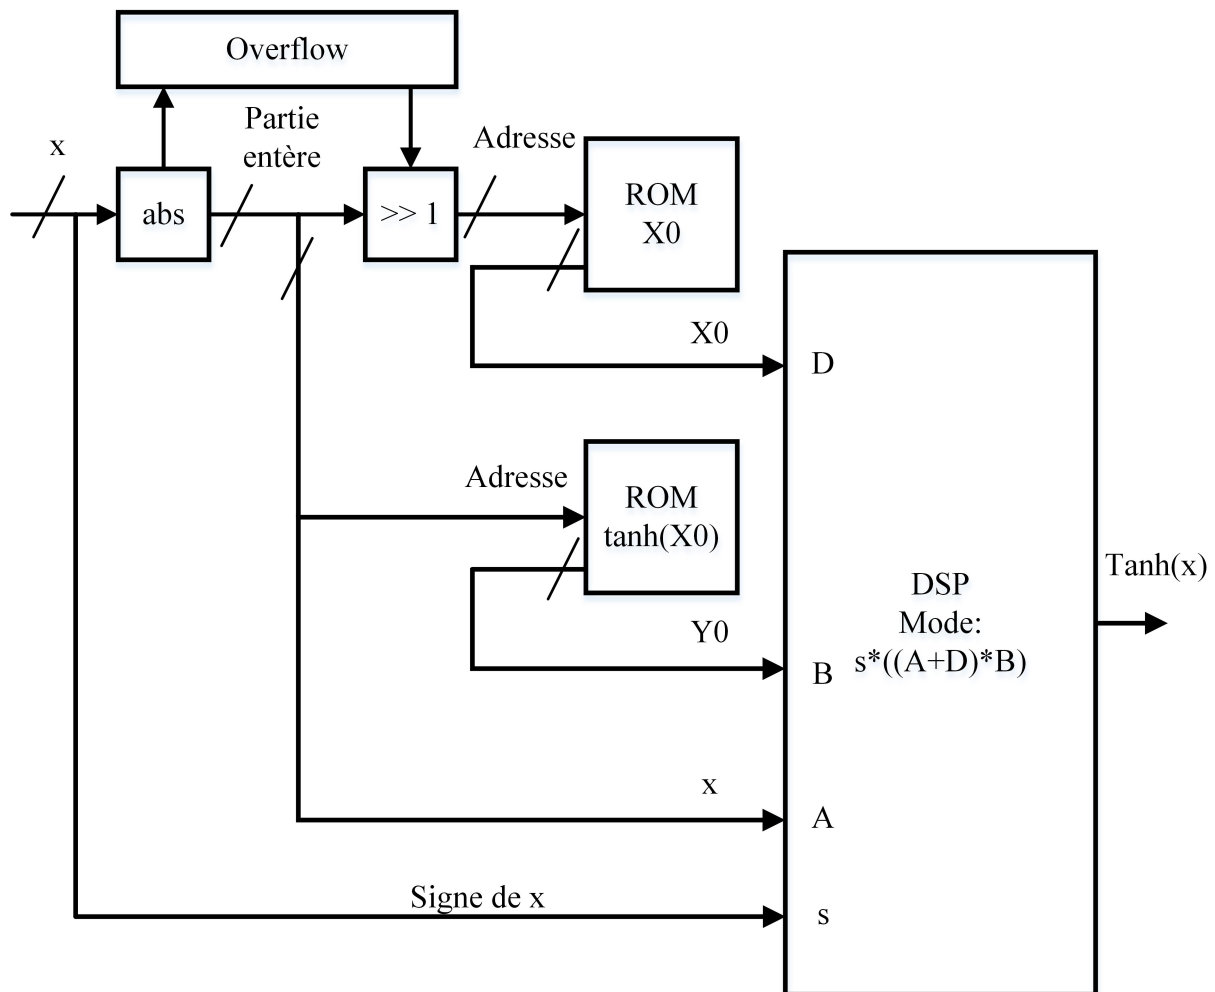 Overflow
Partie
entère
x
Adresse
abs
>> 1
ROM
X0
X0
D
Adresse
ROM
tanh(X0)
Tanh(x)
DSP
Mode:
s*((A+D)*B)
Y0
B
x
A
Signe de x
s